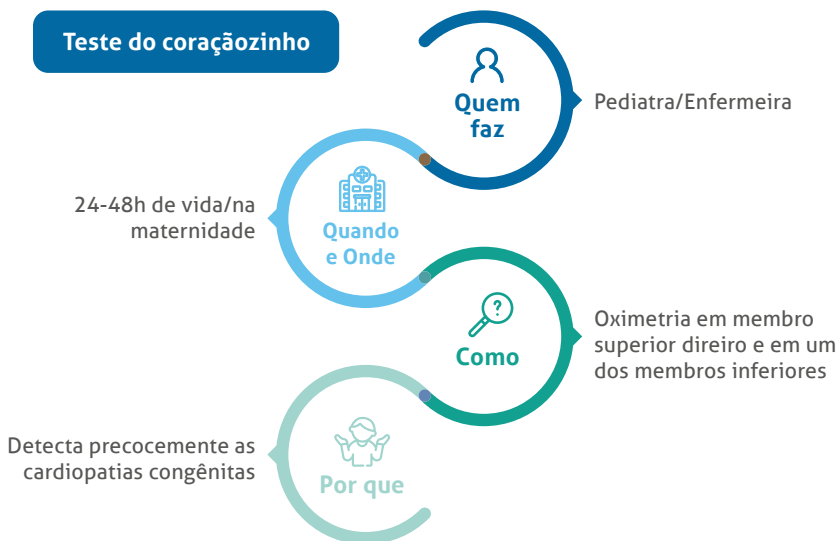 Teste do coraçãozinho
Quem
faz
Pediatra/Enfermeira
24-48h de vida/na
maternidade
Quando
e Onde
?
Como
Oximetria em membro
superior direiro e em um
dos membros inferiores
Detecta precocemente as
cardiopatias congênitas
Por que